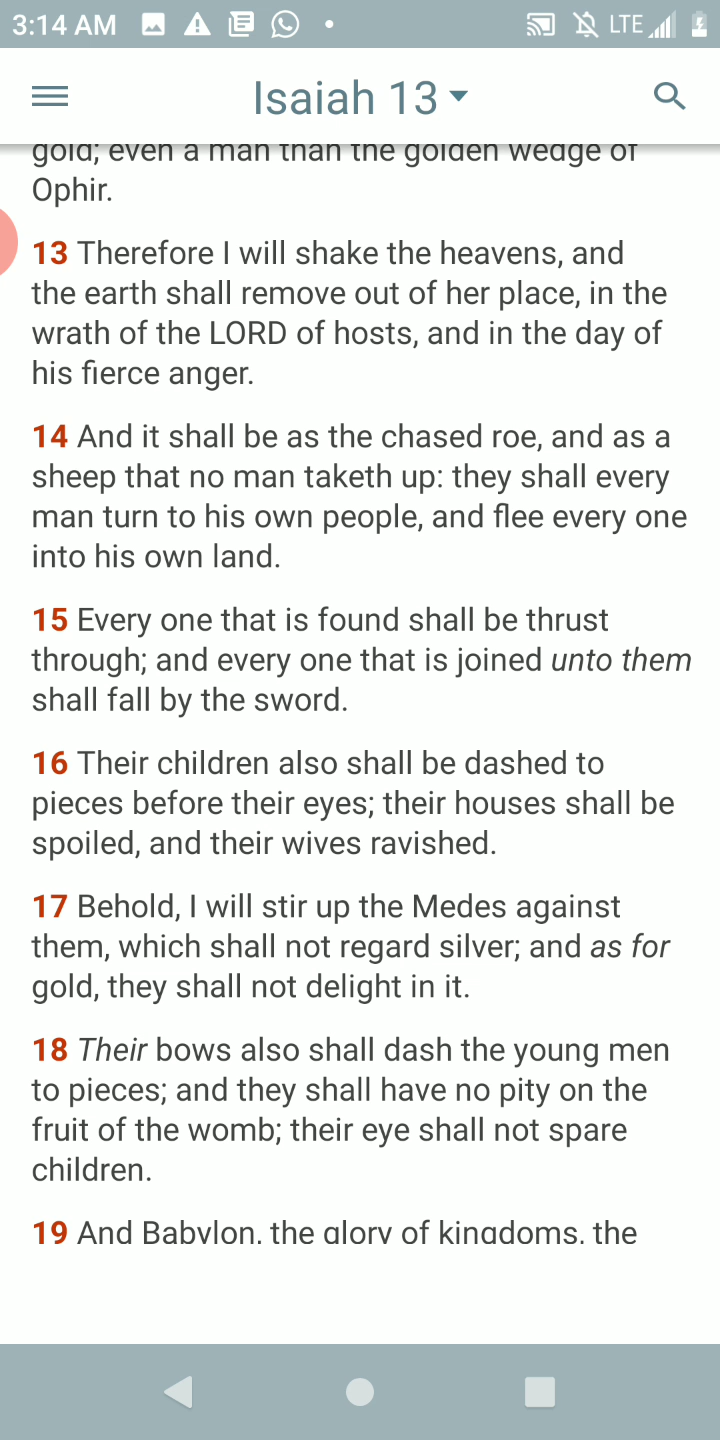 3:14 AM
LTE
Isaiah 13
gold; even a man than the golden wedge of
Ophir.
13 Therefore I will shake the heavens, and
the earth shall remove out of her place, in the
wrath of the LORD of hosts, and in the day of
his fierce anger.
14 And it shall be as the chased roe, and as a
sheep that no man taketh up: they shall every
man turn to his own people, and flee every one
into his own land.
15 Every one that is found shall be thrust
through; and every one that is joined unto them
shall fall by the sword.
16 Their children also shall be dashed to
pieces before their eyes; their houses shall be
spoiled, and their wives ravished.
17 Behold, I will stir up the Medes against
them, which shall not regard silver; and as for
gold, they shall not delight in it.
18 Their bows also shall dash the young men
to pieces; and they shall have no pity on the
fruit of the womb; their eye shall not spare
children.
19 And Babylon, the glory of kingdoms, the